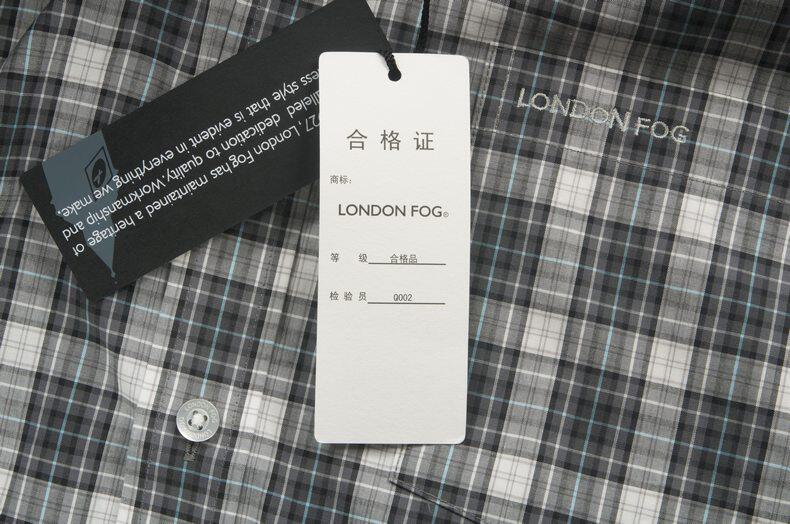 合格证
商标:
LONDON FOG®
等 级 合格品
检验员 Q002
LONDON FOG
27, London Fog has maintained a heritage of
dedication to quality, Workmanship and
ess style that is evident in everything we make.